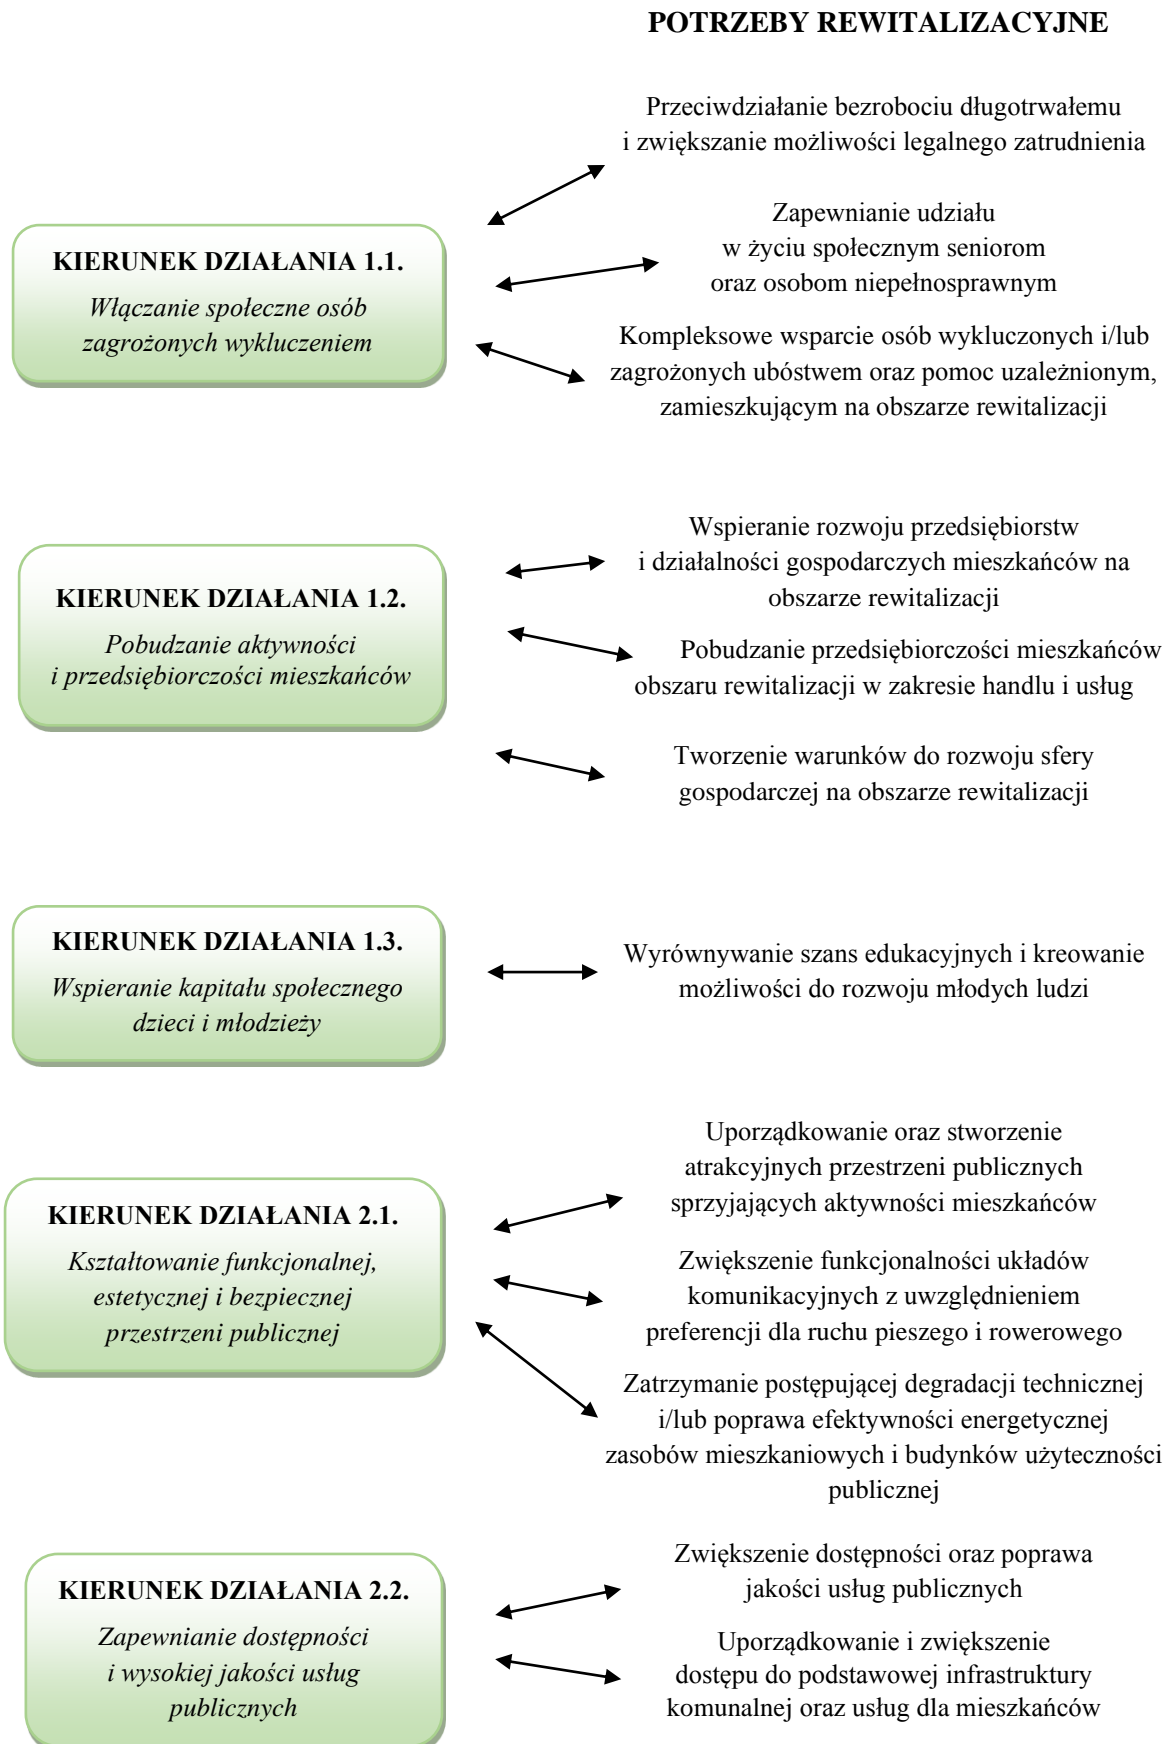 POTRZEBY REWITALIZACYJNE
KIERUNEK DZIAŁANIA 1.1.
Włączanie społeczne osób
zagrożonych wykluczeniem
Przeciwdziałanie bezrobociu długotrwałemu
i zwiększanie możliwości legalnego zatrudnienia
Zapewnianie udziału
w życiu społecznym seniorom
oraz osobom niepełnosprawnym
Kompleksowe wsparcie osób wykluczonych i/lub
zagrożonych ubóstwem oraz pomoc uzależnionym,
zamieszkującym na obszarze rewitalizacji
KIERUNEK DZIAŁANIA 1.2.
Pobudzanie aktywności
i przedsiębiorczości mieszkańców
Wspieranie rozwoju przedsiębiorstw
i działalności gospodarczych mieszkańców na
obszarze rewitalizacji
Pobudzanie przedsiębiorczości mieszkańców
obszaru rewitalizacji w zakresie handlu i usług
Tworzenie warunków do rozwoju sfery
gospodarczej na obszarze rewitalizacji
KIERUNEK DZIAŁANIA 1.3.
Wspieranie kapitału społecznego
dzieci i młodzieży
Wyrównywanie szans edukacyjnych i kreowanie
możliwości do rozwoju młodych ludzi
KIERUNEK DZIAŁANIA 2.1.
Kształtowanie funkcjonalnej,
estetycznej i bezpiecznej
przestrzeni publicznej
Uporządkowanie oraz stworzenie
atrakcyjnych przestrzeni publicznych
sprzyjających aktywności mieszkańców
Zwiększenie funkcjonalności układów
komunikacyjnych z uwzględnieniem
preferencji dla ruchu pieszego i rowerowego
Zatrzymanie postępującej degradacji technicznej
i/lub poprawa efektywności energetycznej
zasobów mieszkaniowych i budynków użyteczności
publicznej
KIERUNEK DZIAŁANIA 2.2.
Zapewnianie dostępności
i wysokiej jakości usług
publicznych
Zwiększenie dostępności oraz poprawa
jakości usług publicznych
Uporządkowanie i zwiększenie
dostępu do podstawowej infrastruktury
komunalnej oraz usług dla mieszkańców